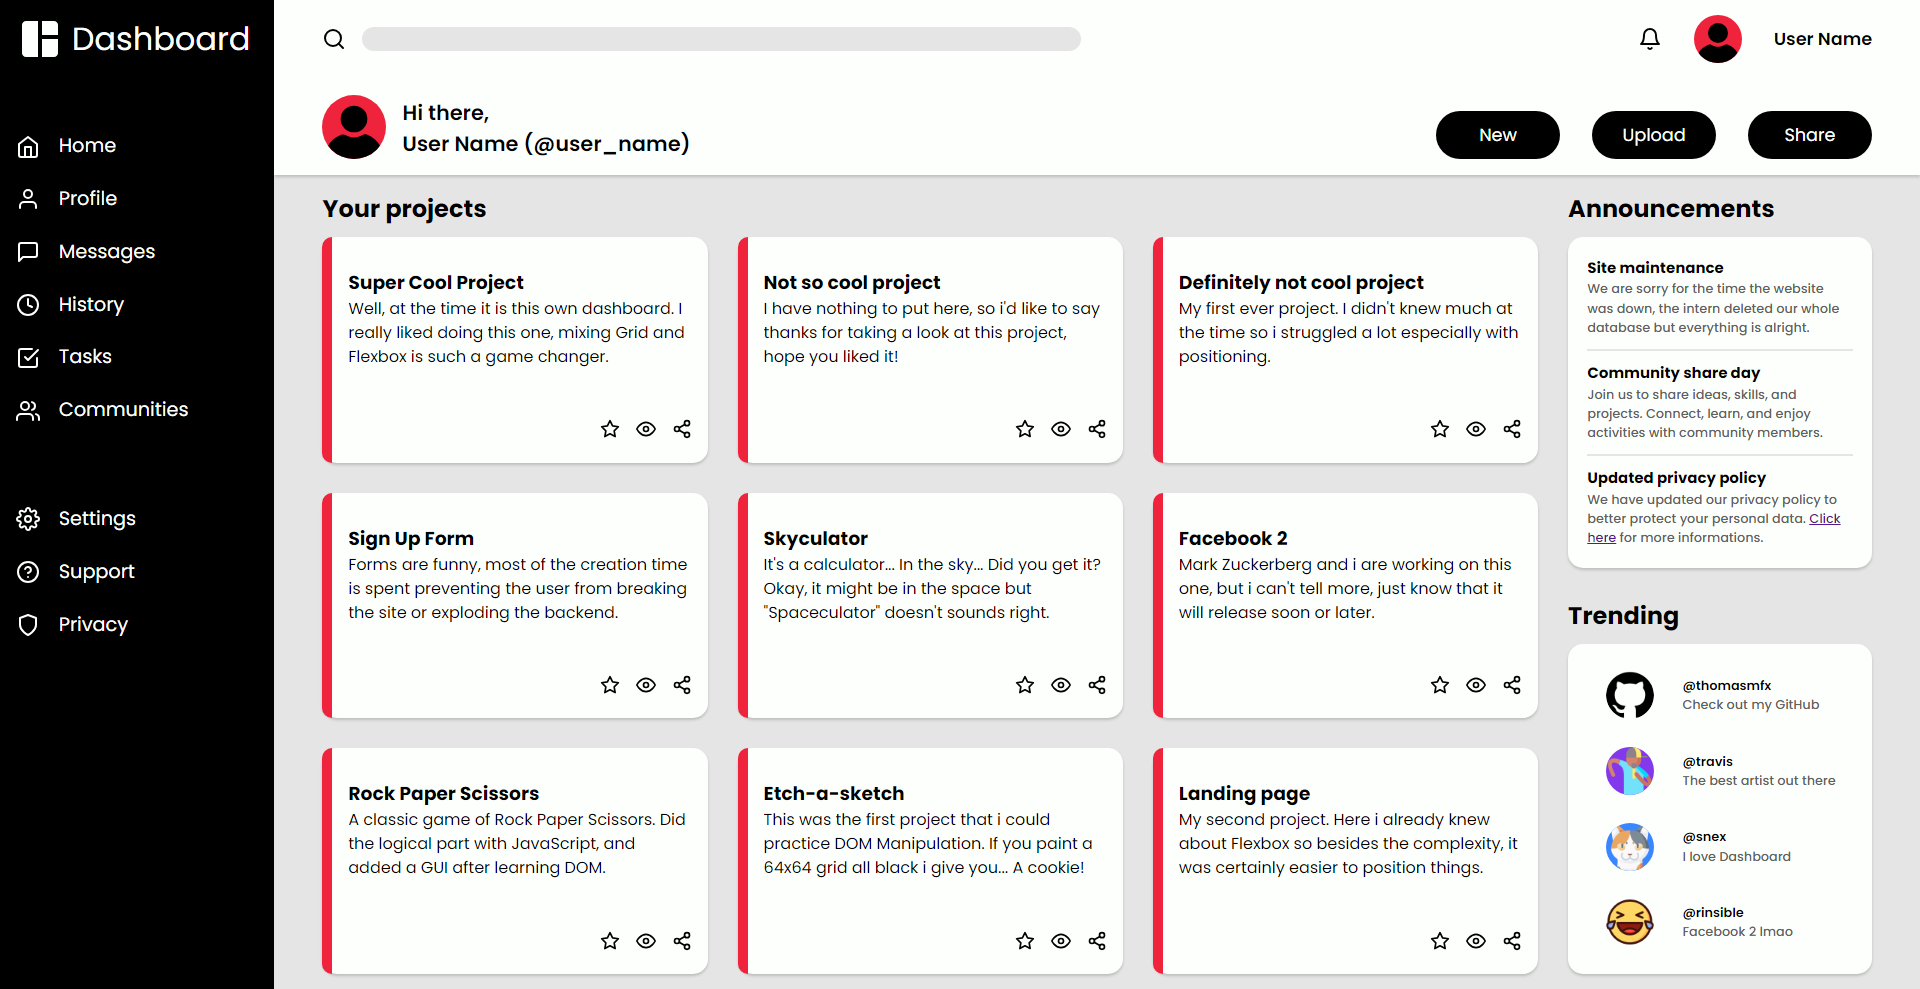 Dashboard
Home
Profile
Messages
History
Tasks
Communities
Settings
Support
Privacy
User Name
Hi there,
User Name (@user_name)
New
Upload
Share
Your projects
Super Cool Project
Well, at the time it is this own dashboard. I
really liked doing this one, mixing Grid and
Flexbox is such a game changer.
Not so cool project
I have nothing to put here, so i'd like to say
thanks for taking a look at this project,
hope you liked it!
Definitely not cool project
My first ever project. I didn't knew much at
the time so i struggled a lot especially with
positioning.
Sign Up Form
Forms are funny, most of the creation time
is spent preventing the user from breaking
the site or exploding the backend.
Skyculator
It's a calculator... In the sky... Did you get it?
Okay, it might be in the space but
"Spaceculator" doesn't sounds right.
Facebook 2
Mark Zuckerberg and i are working on this
one, but i can't tell more, just know that it
will release soon or later.
Rock Paper Scissors
A classic game of Rock Paper Scissors. Did
the logical part with JavaScript, and
added a GUI after learning DOM.
Etch-a-sketch
This was the first project that i could
practice DOM Manipulation. If you paint a
64x64 grid all black i give you... A cookie!
Landing page
My second project. Here i already knew
about Flexbox so besides the complexity, it
was certainly easier to position things.
Announcements
Site maintenance
We are sorry for the time the website
was down, the intern deleted our whole
database but everything is alright.
Community share day
Join us to share ideas, skills, and
projects. Connect, learn, and enjoy
activities with community members.
Updated privacy policy
We have updated our privacy policy to
better protect your personal data. Click
here for more informations.
Trending
@thomasmfx
Check out my GitHub
@travis
The best artist out there
@snex
I love Dashboard
@rinsible
Facebook 2 lmao